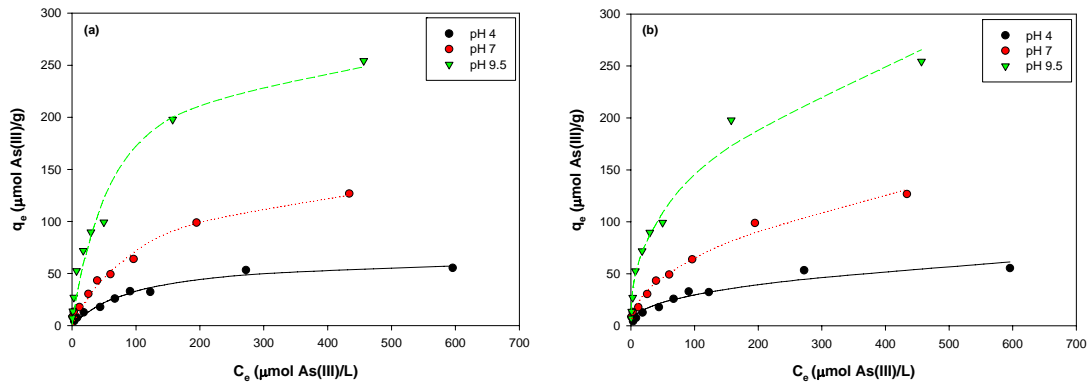 (a)
pH 4
pH 7
pH 9.5
qe (μmol As(III)/g)
300
250
200
150
100
50
0
0 100 200 300 400 500 600 700
Ce (μmol As(III)/L)
(b)
pH 4
pH 7
pH 9.5
qe (μmol As(III)/g)
300
250
200
150
100
50
0
0 100 200 300 400 500 600 700
Ce (μmol As(III)/L)